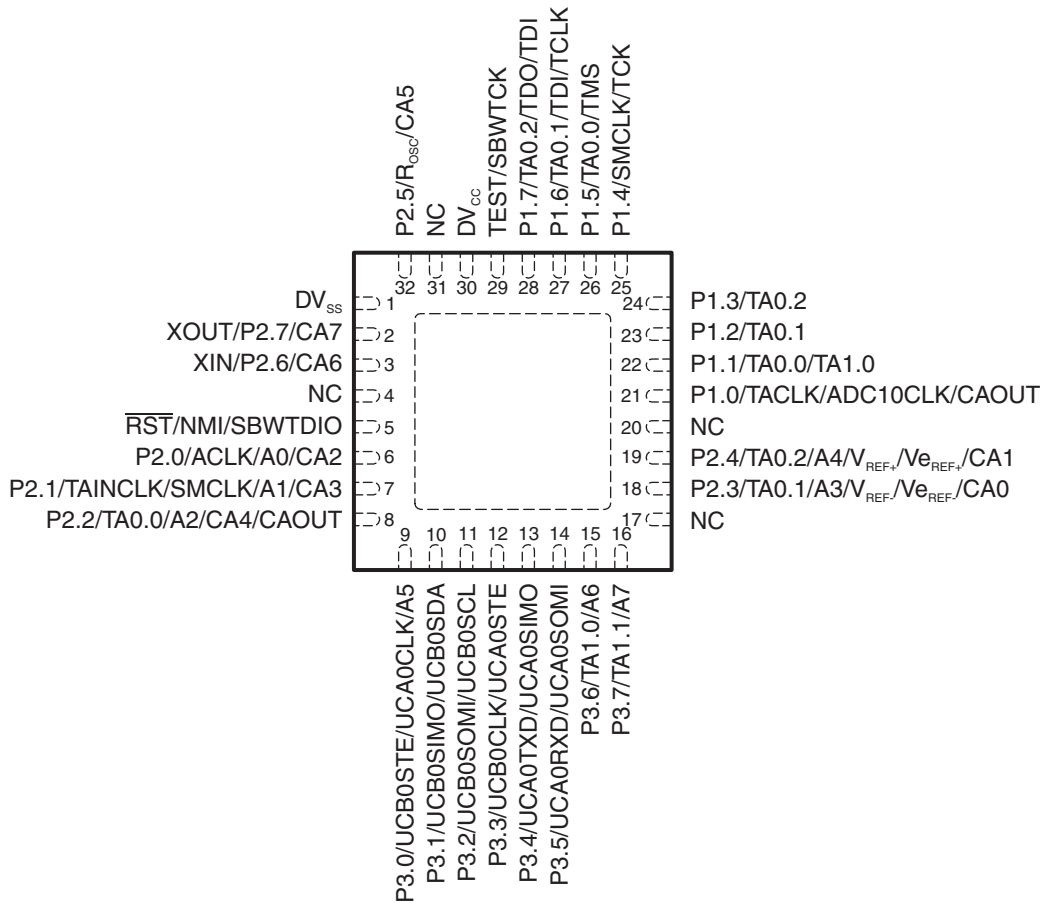 P2.5/ROSC/CA5
NC
DVCC
TEST/SBWTCK
P1.7/TA0.2/TDO/TDI
P1.6/TA0.1/TDI/TCLK
P1.5/TA0.0/TMS
P1.4/SMCLK/TCK
32 31 30 29 28 27 26 25
DVSS 1
XOUT/P2.7/CA7 2
XIN/P2.6/CA6 3
NC 4
RST/NMI/SBWTDIO 5
P2.0/ACLK/A0/CA2 6
P2.1/TAINCLK/SMCLK/A1/CA3 7
P2.2/TA0.0/A2/CA4/CAOUT 8
24 P1.3/TA0.2
23 P1.2/TA0.1
22 P1.1/TA0.0/TA1.0
21 P1.0/TACLK/ADC10CLK/CAOUT
20 NC
19 P2.4/TA0.2/A4/VREF+/VeREF+/CA1
18 P2.3/TA0.1/A3/VREF-/VeREF-/CA0
17 NC
9 10 11 12 13 14 15 16
P3.0/UCB0STE/UCA0CLK/A5
P3.1/UCB0SIMO/UCB0SDA
P3.2/UCB0SOMI/UCB0SCL
P3.3/UCB0CLK/UCA0STE
P3.4/UCA0TXD/UCA0SIMO
P3.5/UCA0RXD/UCA0SOMI
P3.6/TA1.0/A6
P3.7/TA1.1/A7